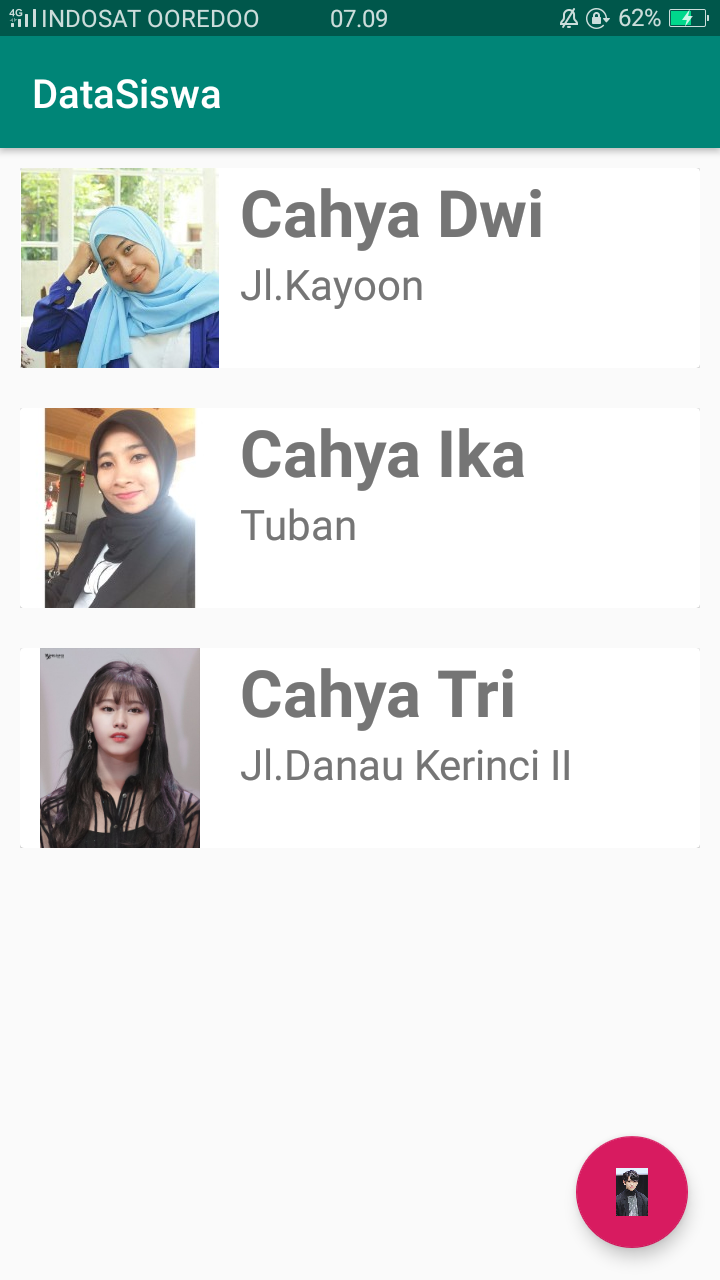 4G INDOSAT OOREDOO 07.09 62%
DataSiswa
Cahya Dwi
Jl.Kayoon
Cahya Ika
Tuban
Cahya Tri
Jl.Danau Kerinci II